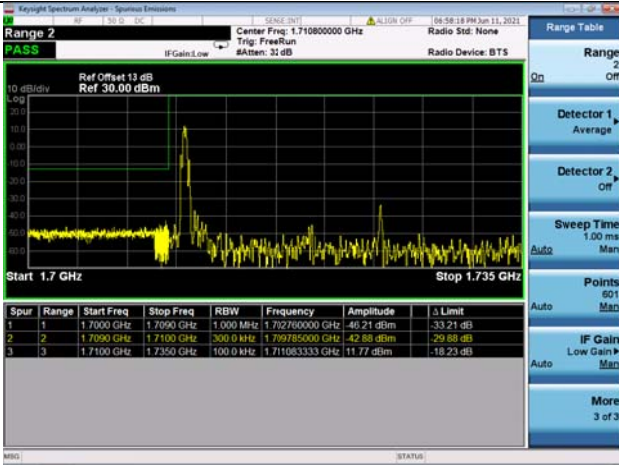 Keysight Spectrum Analyzer - Spurious Emissions
RF 50 Ω DC SENSE:INT ALIGN OFF 06:58:18 PM Jun 11, 2021
Range 2 Center Freq: 1.710800000 GHz Radio Std: None Range Table
Trig: FreeRun
PASS IFGain:Low #Atten: 32 dB Radio Device: BTS
Range
2
On Off
Ref Offset 13 dB
10 dB/div Ref 30.00 dBm
Log
20.0
10.0
0.00
-10.0
-20.0
-30.0
-40.0
-50.0
-60.0
Start 1.7 GHz Stop 1.735 GHz
Detector 1
Average
Detector 2
Off
Sweep Time
1.00 ms
Auto Man
Points
601
Auto Man
IF Gain
Low Gain
Auto Man
More
3 of 3
Spur Range Start Freq Stop Freq RBW Frequency Amplitude Δ Limit
1 1 1.7000 GHz 1.7090 GHz 1.000 MHz 1.702760000 GHz -46.21 dBm -33.21 dB
2 2 1.7090 GHz 1.7100 GHz 300.0 kHz 1.709785000 GHz -42.88 dBm -29.88 dB
3 3 1.7100 GHz 1.7350 GHz 100.0 kHz 1.711083333 GHz 11.77 dBm -18.23 dB
MSG STATUS